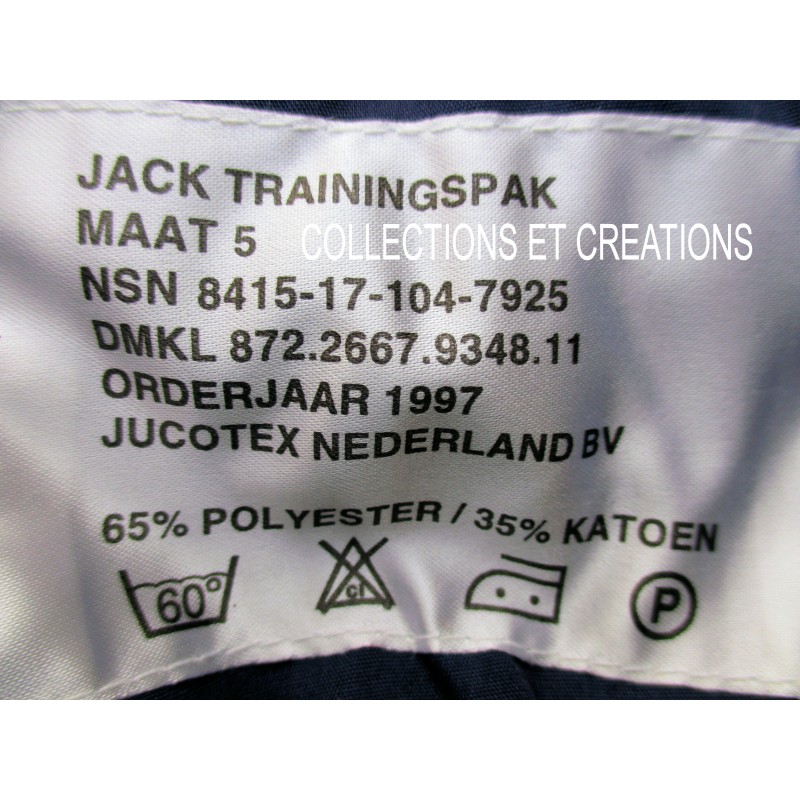 JACK TRAININGSPAK
MAAT 5
COLLECTIONS ET CREATIONS
NSN 8415-17-104-7925
DMKL 872.2667.9348.11
ORDERJAAR 1997
JUCOTEX NEDERLAND BV
65% POLYESTER / 35% KATOEN
60° cl P